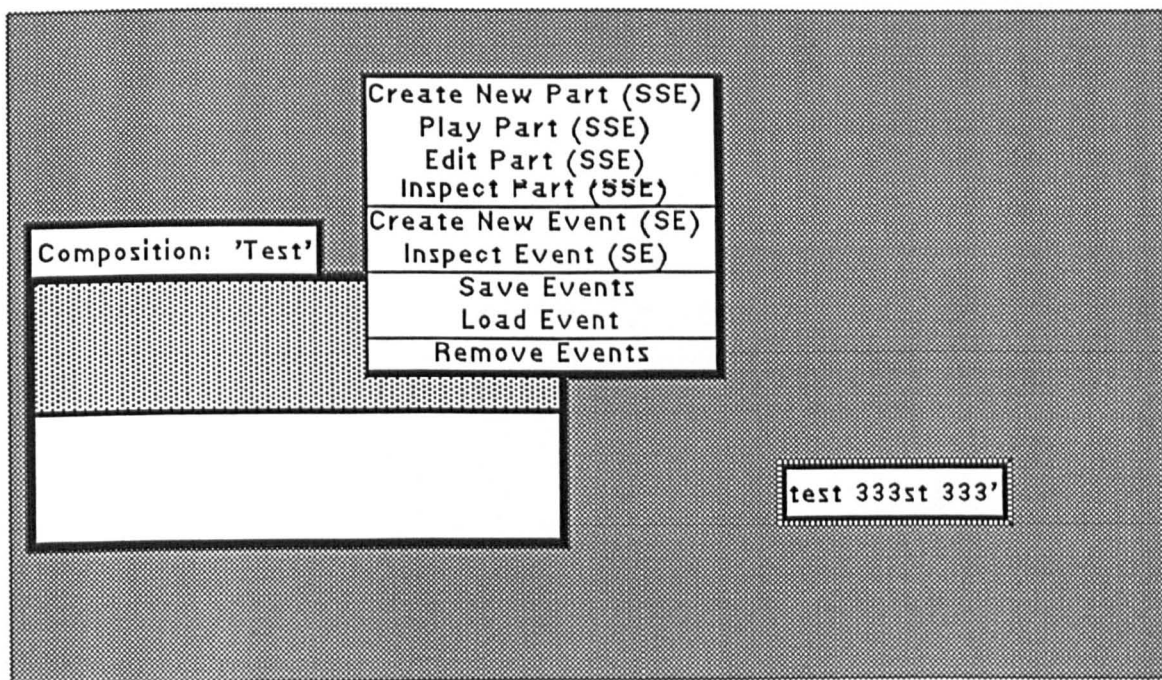 Create New Part (SSE)
Play Part (SSE)
Edit Part (SSE)
Inspect Part (SSE)
Create New Event (SE)
Inspect Event (SE)
Save Events
Load Event
Remove Events
Composition: 'Test'
test 333st 333'